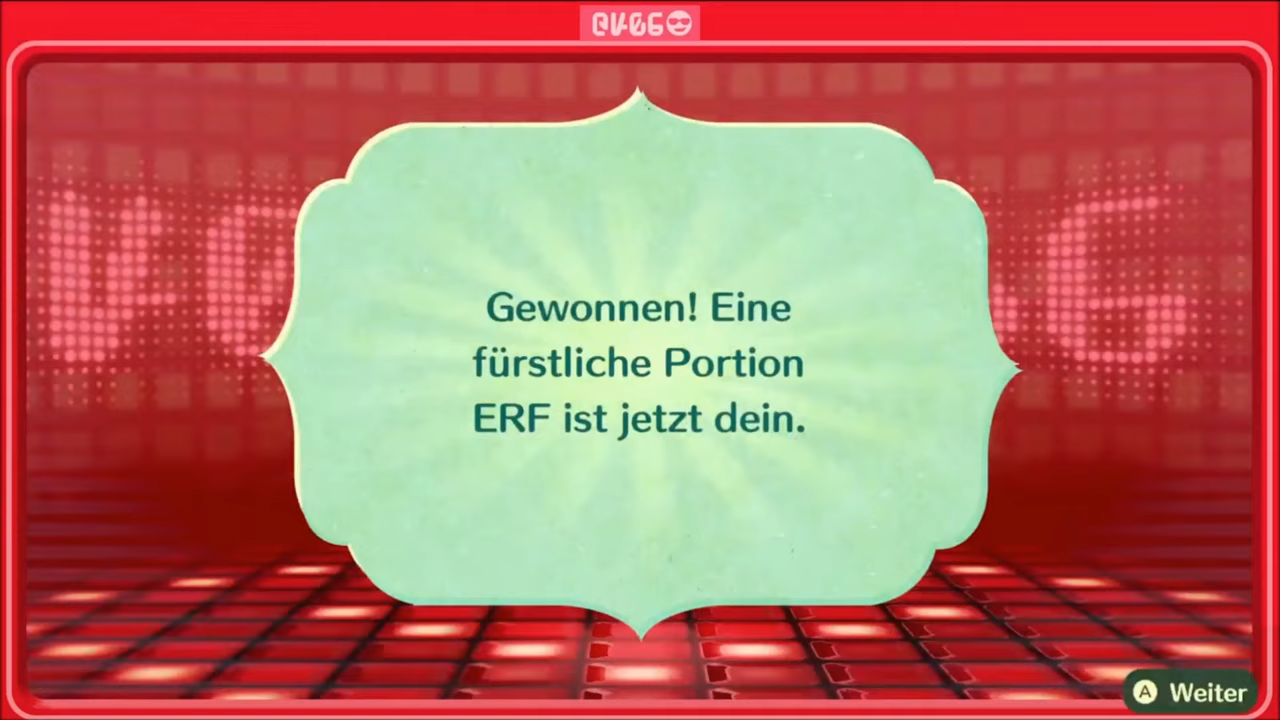 Gewonnen! Eine
fürstliche Portion
ERF ist jetzt dein.
A Weiter